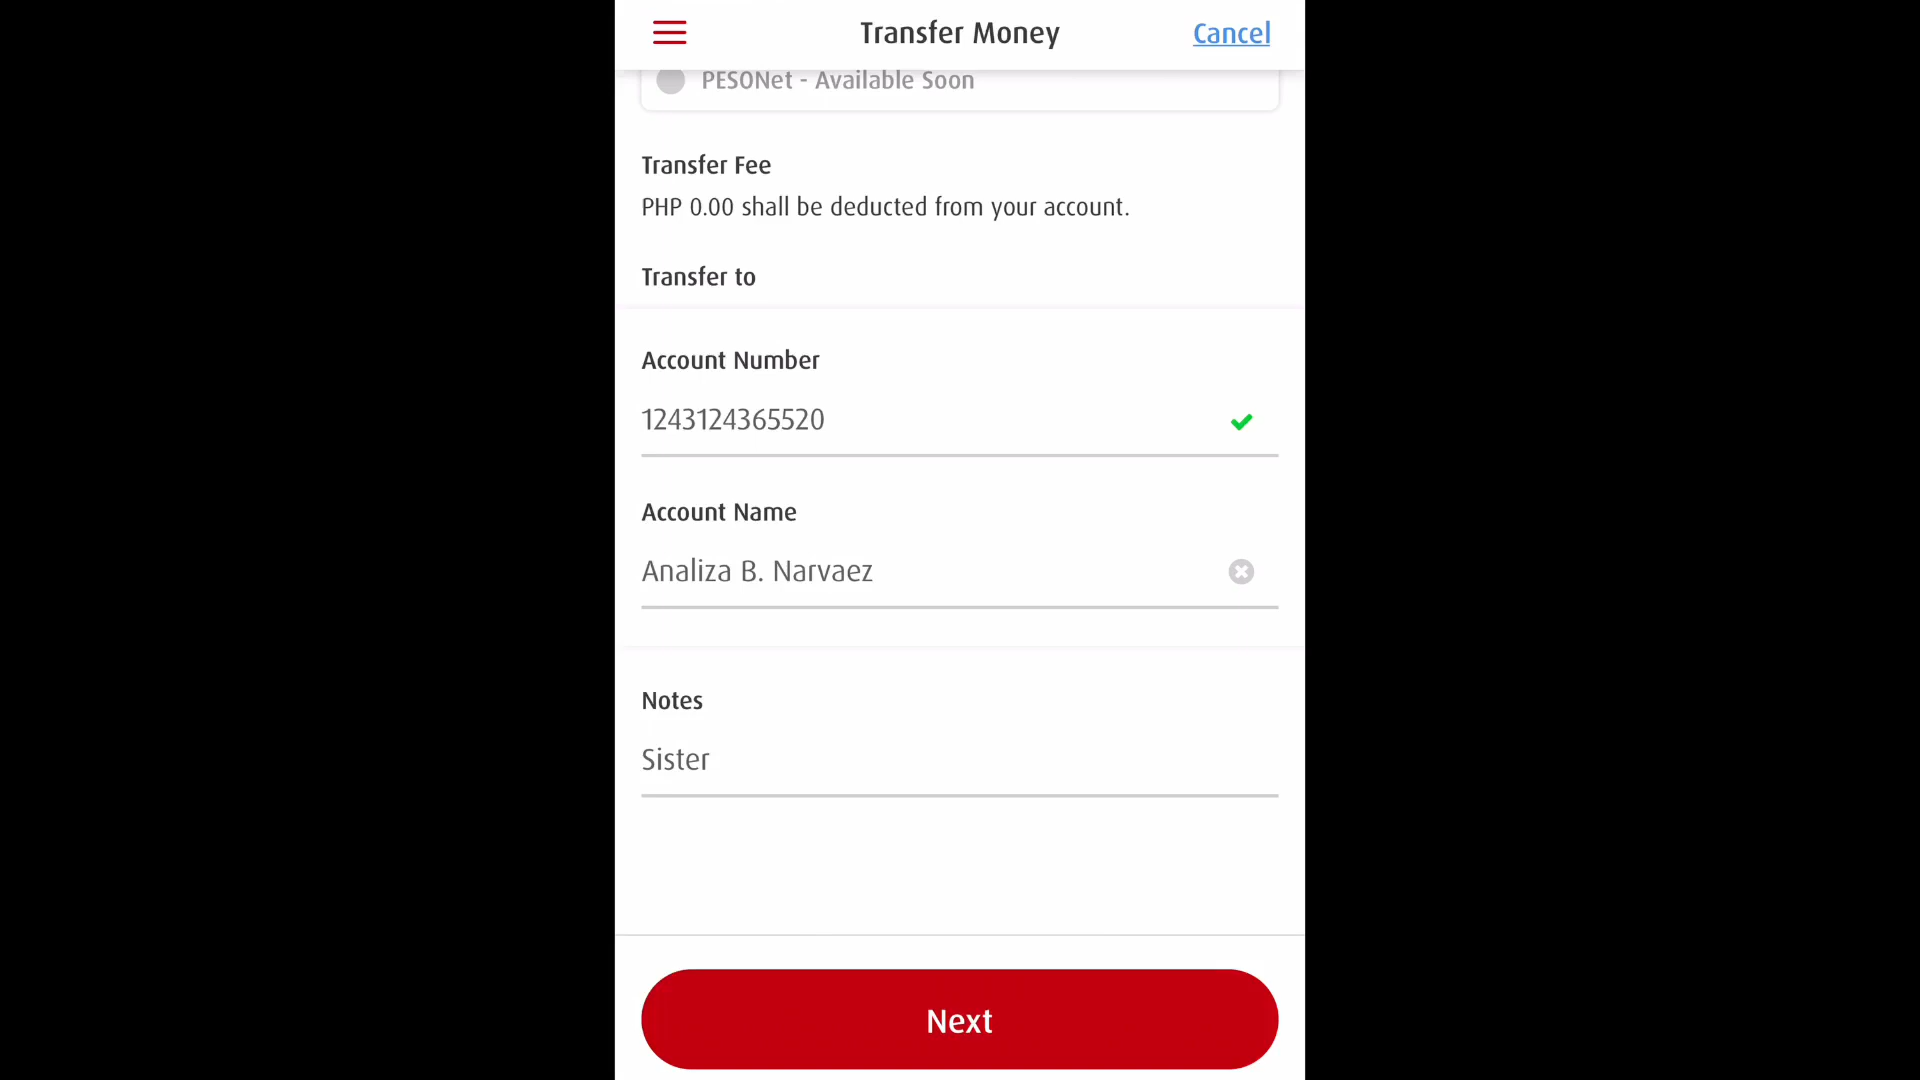 Transfer Money
Cancel
PESONet - Available Soon
Transfer Fee
PHP 0.00 shall be deducted from your account.
Transfer to
Account Number
1243124365520
Account Name
Analiza B. Narvaez
Notes
Sister
Next